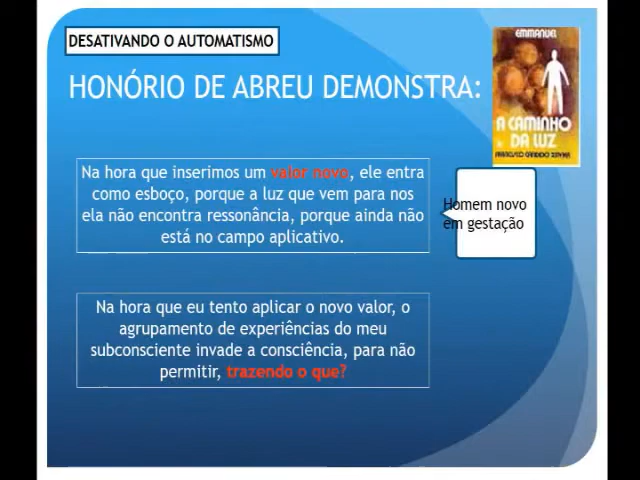 DESATIVANDO O AUTOMATISMO
HONÓRIO DE ABREU DEMONSTRA:
EMMANUEL
A CAMINHO
DA LUZ
FRANCISCO CANDIDO XAVIER
Na hora que inserimos um valor novo, ele entra
como esboço, porque a luz que vem para nos
ela não encontra ressonância, porque ainda não
está no campo aplicativo.
Homem novo
em gestação
Na hora que eu tento aplicar o novo valor, o
agrupamento de experiências do meu
subconsciente invade a consciência, para não
permitir, trazendo o que?